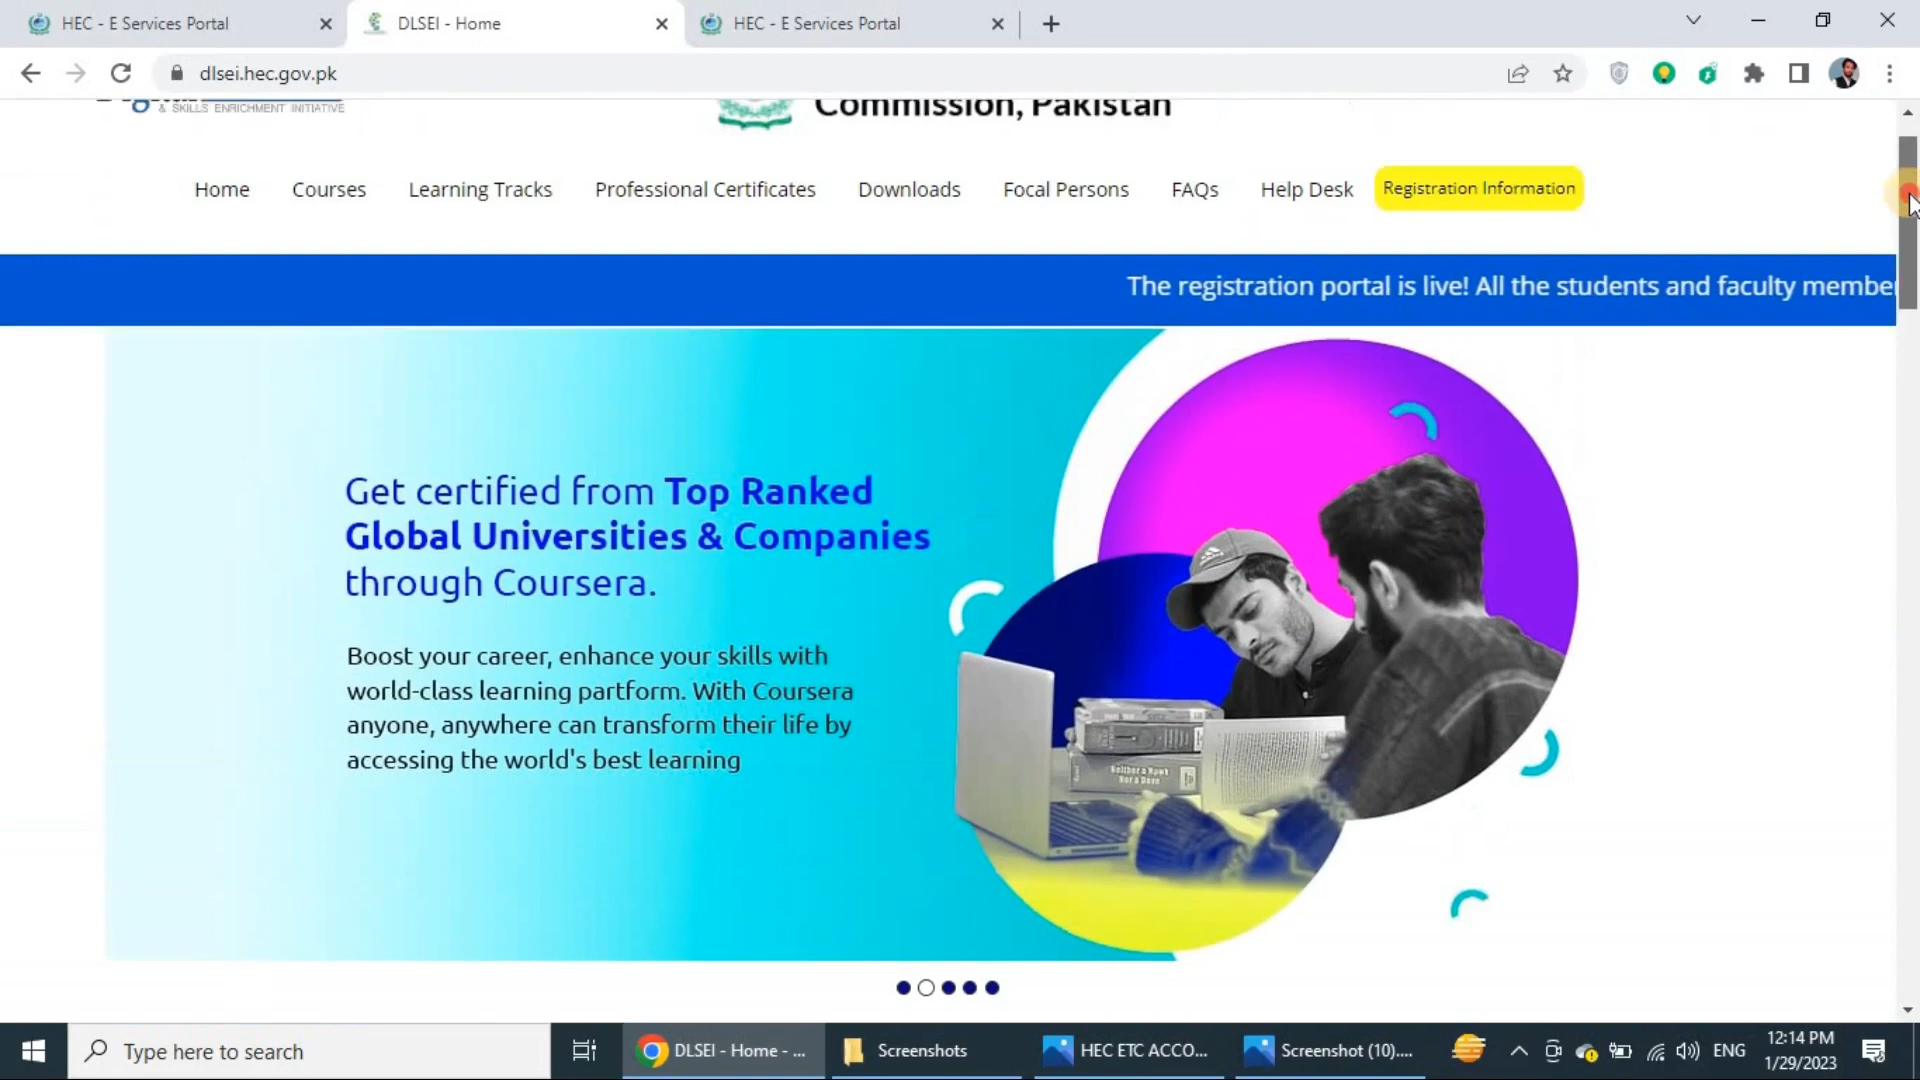 HEC - E Services Portal
DLSEI - Home
HEC - E Services Portal
dlsei.hec.gov.pk
& SKILLS ENRICHMENT INITIATIVE
Commission, Pakistan
Home Courses Learning Tracks Professional Certificates Downloads Focal Persons FAQs Help Desk Registration Information
The registration portal is live! All the students and faculty membe
Get certified from Top Ranked
Global Universities & Companies
through Coursera.
Boost your career, enhance your skills with
world-class learning partform. With Coursera
anyone, anywhere can transform their life by
accessing the world's best learning
Neither a Hawk
Nor a Dove
Type here to search
DLSEI - Home - ...
Screenshots
HEC ETC ACCO...
Screenshot (10)....
ENG
12:14 PM
1/29/2023